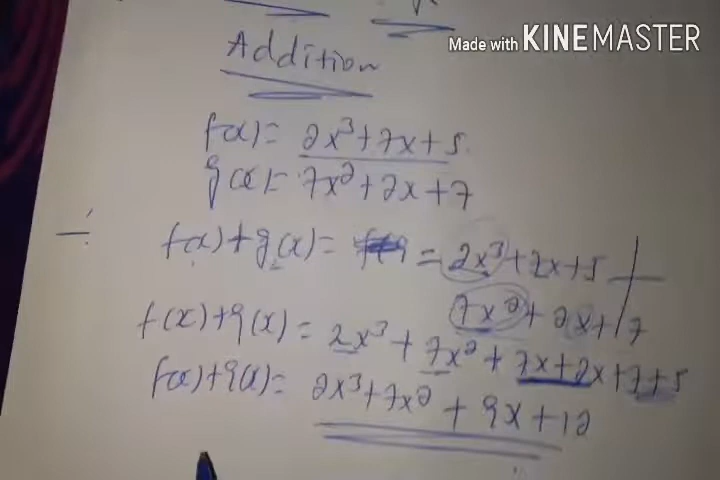 Made with KINEMASTER
Addition
f(x)= 2x³+7x+5
g(x)= 7x²+2x+7
f(x)+g(x)= = 2x³+7x+5 +
7x²+2x+7
f(x)+g(x)= 2x³+7x²+7x+2x+7+5
f(x)+g(x)= 2x³+7x²+9x+12